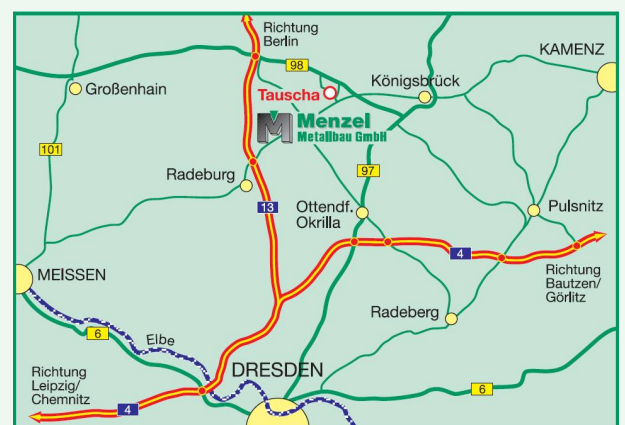 Richtung
Berlin
98
KAMENZ
Großenhain
Königsbrück
Tauscha
Menzel
Metallbau GmbH
101
97
Radeburg
13
Ottendf.
Okrilla
Pulsnitz
4
MEISSEN
Richtung
Bautzen/
Görlitz
Radeberg
6
Elbe
DRESDEN
Richtung
Leipzig/
Chemnitz
4
6